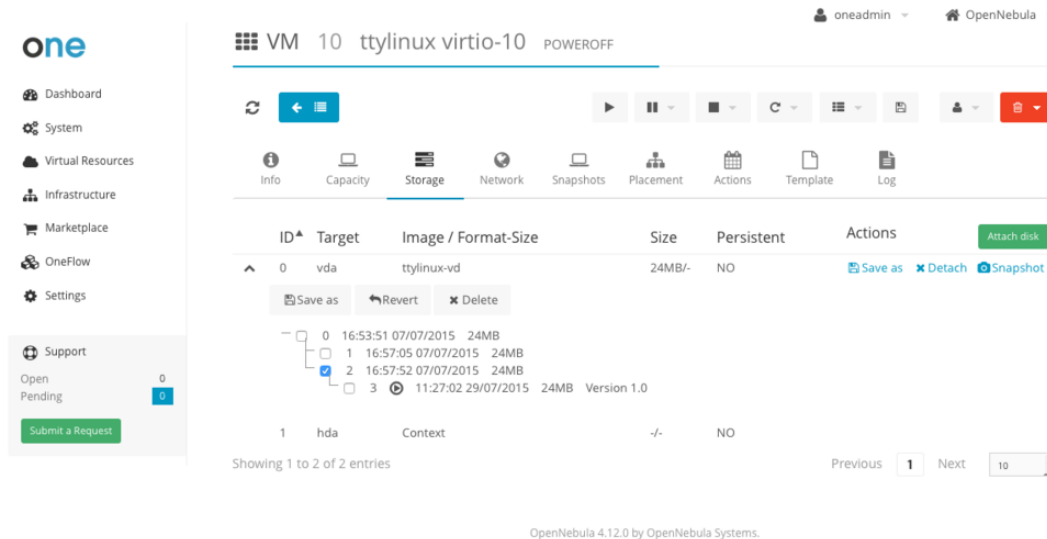 oneadmin OpenNebula
one
VM 10 ttylinux virtio-10 POWEROFF
Dashboard
System
Virtual Resources
Infrastructure
Marketplace
OneFlow
Settings
Support
Open 0
Pending 0
Submit a Request
Info Capacity Storage Network Snapshots Placement Actions Template Log
ID Target Image / Format-Size Size Persistent Actions Attach disk
0 vda ttylinux-vd 24MB/- NO Save as Detach Snapshot
Save as Revert Delete
0 16:53:51 07/07/2015 24MB
1 16:57:05 07/07/2015 24MB
2 16:57:52 07/07/2015 24MB
3 11:27:02 29/07/2015 24MB Version 1.0
1 hda Context -/- NO
Showing 1 to 2 of 2 entries Previous 1 Next 10
OpenNebula 4.12.0 by OpenNebula Systems.